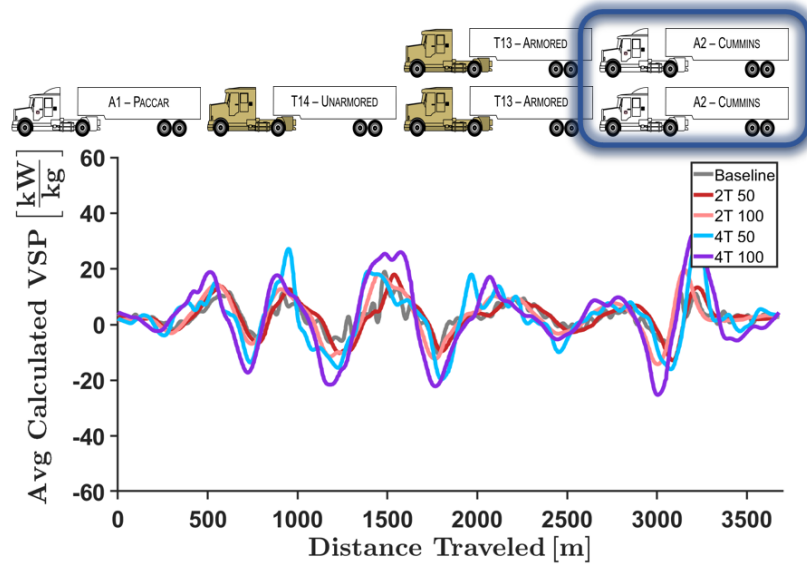 T13 – ARMORED
A2 – CUMMINS
A1 – PACCAR
T14 – UNARMORED
T13 – ARMORED
A2 – CUMMINS
Avg Calculated VSP [kW/kg]
60
40
20
0
-20
-40
-60
Baseline
2T 50
2T 100
4T 50
4T 100
0
500
1000
1500
2000
2500
3000
3500
Distance Traveled [m]